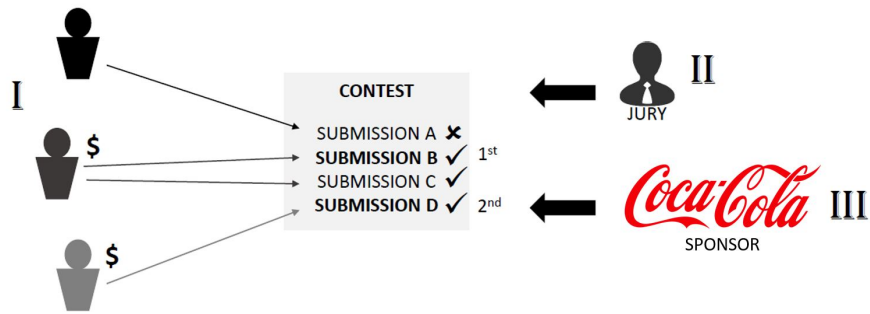 I
$
$
CONTEST
SUBMISSION A ✘
SUBMISSION B ✓ 1st
SUBMISSION C ✓
SUBMISSION D ✓ 2nd
II
JURY
Coca-Cola
III
SPONSOR